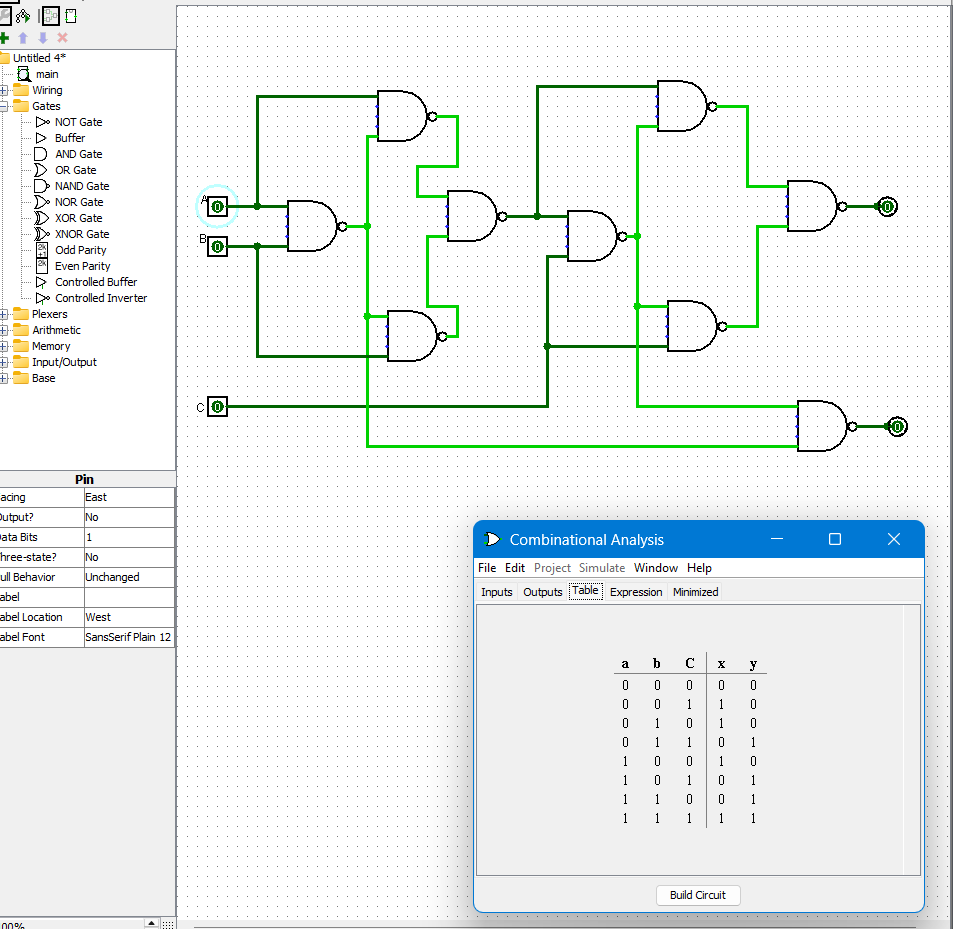 Untitled 4*
main
Wiring
Gates
NOT Gate
Buffer
AND Gate
OR Gate
NAND Gate
NOR Gate
XOR Gate
XNOR Gate
2k
+1
Odd Parity
2k
Even Parity
Controlled Buffer
Controlled Inverter
Plexers
Arithmetic
Memory
Input/Output
Base
A
0
B
0
C
0
0
0
Pin
acing East
Output? No
Data Bits 1
hree-state? No
ull Behavior Unchanged
abel
abel Location West
abel Font SansSerif Plain 12
00%
Combinational Analysis
File Edit Project Simulate Window Help
Inputs Outputs Table Expression Minimized
a b C x y
0 0 0 0 0
0 0 1 1 0
0 1 0 1 0
0 1 1 0 1
1 0 0 1 0
1 0 1 0 1
1 1 0 0 1
1 1 1 1 1
Build Circuit